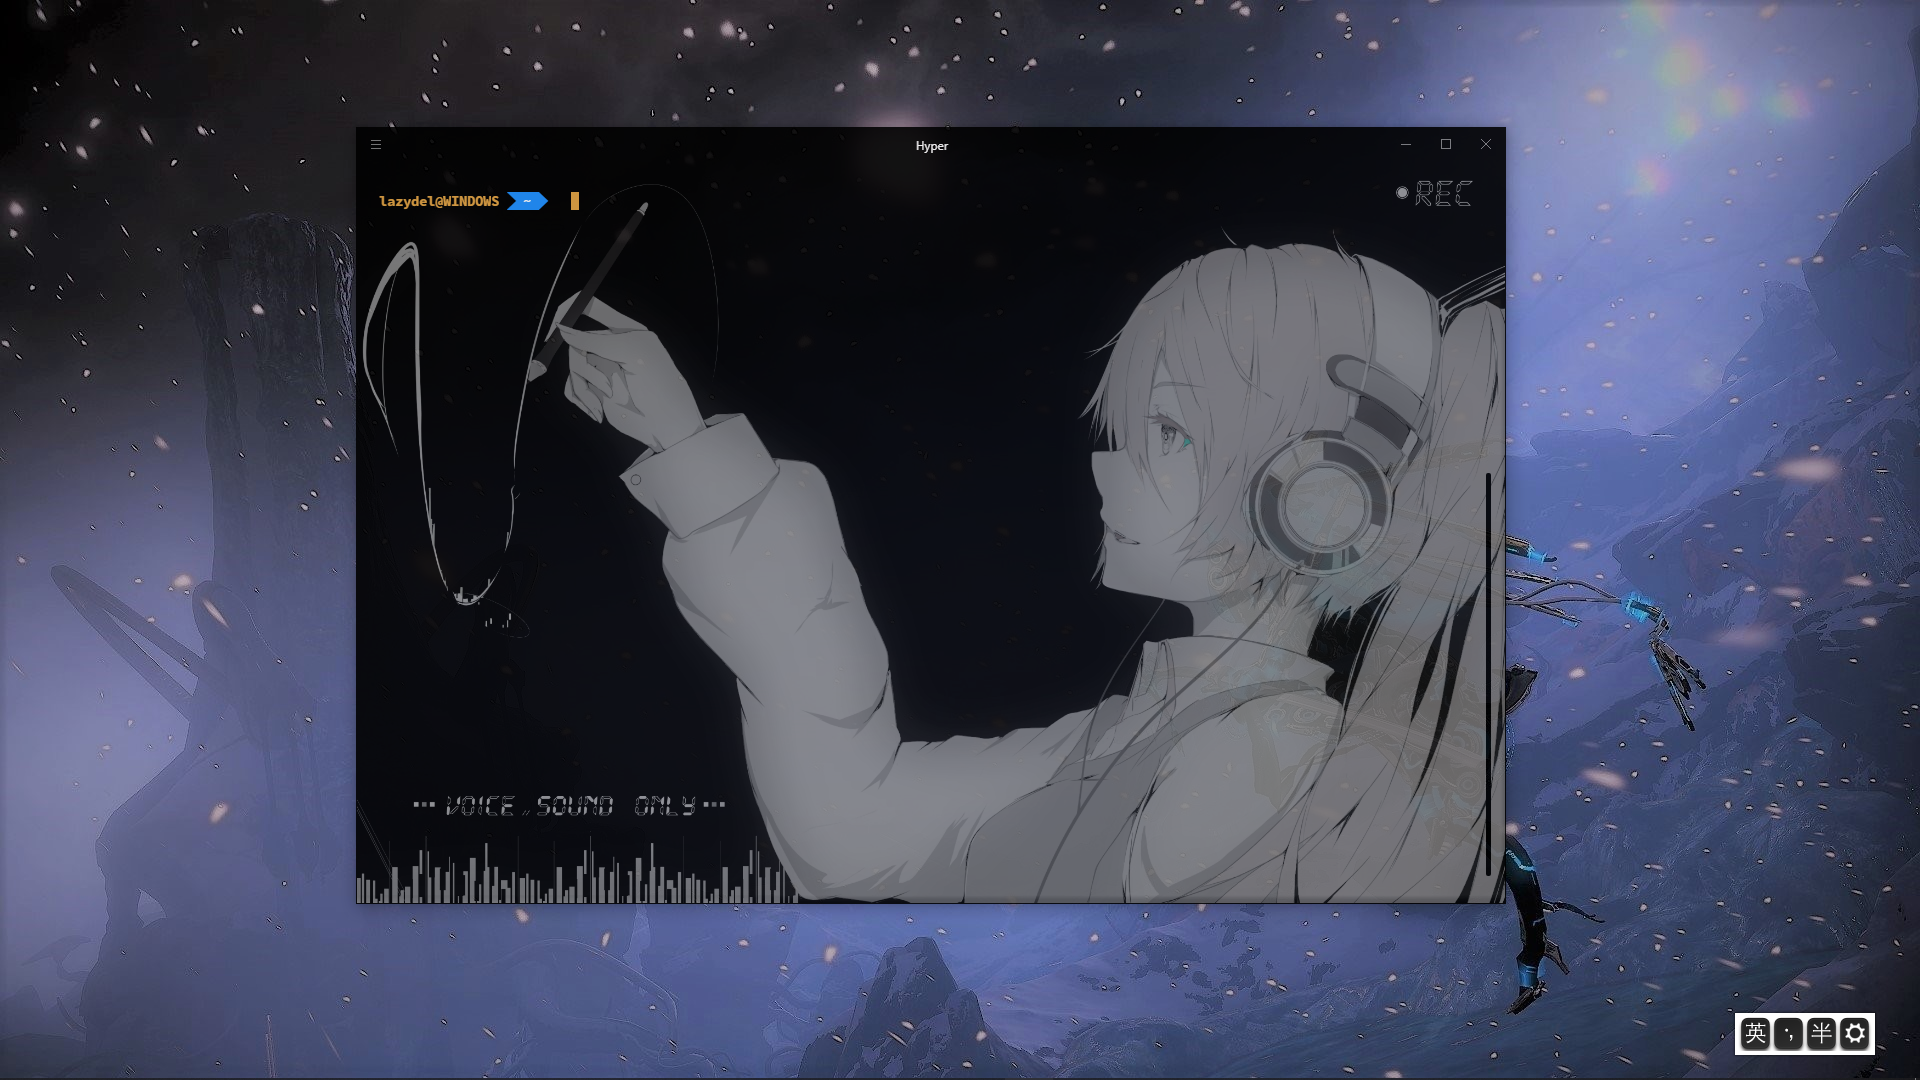 Hyper
lazydel@WINDOWS ~
REC
VOICE SOUND ONLY
英 ·, 半